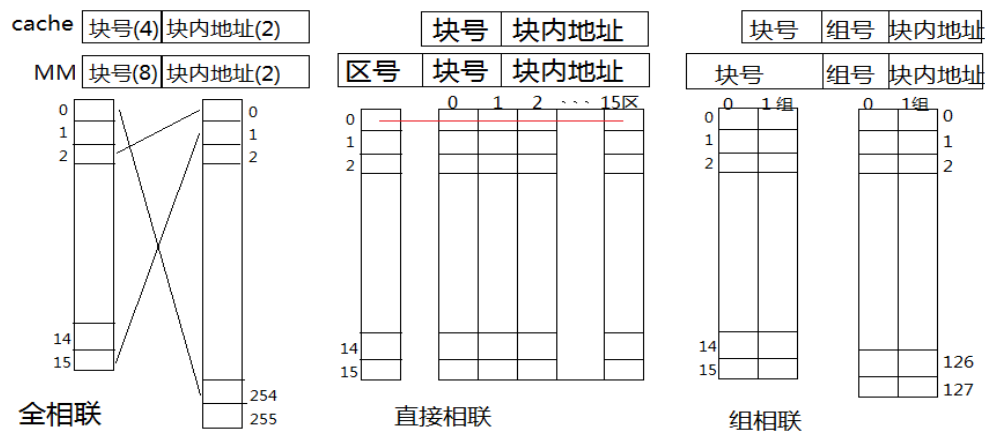 cache 块号(4) 块内地址(2)
MM 块号(8) 块内地址(2)
0 0
1 1
2 2
14
15
254
255
全相联
块号 块内地址
区号 块号 块内地址
0 1 2 ··· 15区
0
1
2
14
15
直接相联
块号 组号 块内地址
块号 组号 块内地址
0 1组 0 1组
0 0
1 1
2 2
14
15
126
127
组相联